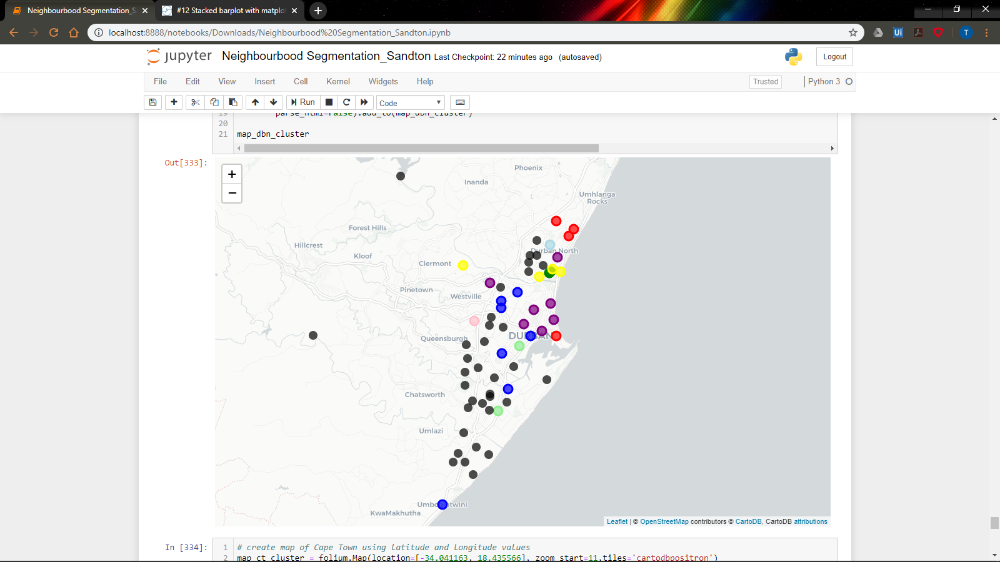 Neighbourbood Segmentation_S
#12 Stacked barplot with matplo
localhost:8888/notebooks/Downloads/Neighbourbood%20Segmentation_Sandton.ipynb
Ui
T
jupyter Neighbourbood Segmentation_Sandton Last Checkpoint: 22 minutes ago (autosaved)
Logout
File Edit View Insert Cell Kernel Widgets Help
Trusted Python 3
Run Code
19 parse_html=False).add_to(map_dbn_cluster)
20
21 map_dbn_cluster
Out[333]:
+
−
Phoenix
Inanda
Umhlanga
Rocks
Forest Hills
Hillcrest
Durban North
Kloof
Clermont
Pinetown
Westville
Queensburgh
Chatsworth
Umlazi
KwaMakhutha
Leaflet | © OpenStreetMap contributors © CartoDB, CartoDB attributions
In [334]:
1 # create map of Cape Town using latitude and longitude values
2 map_ct_cluster = folium.Map(location=[-34.041163, 18.435566], zoom_start=11,tiles='cartodbpositron')